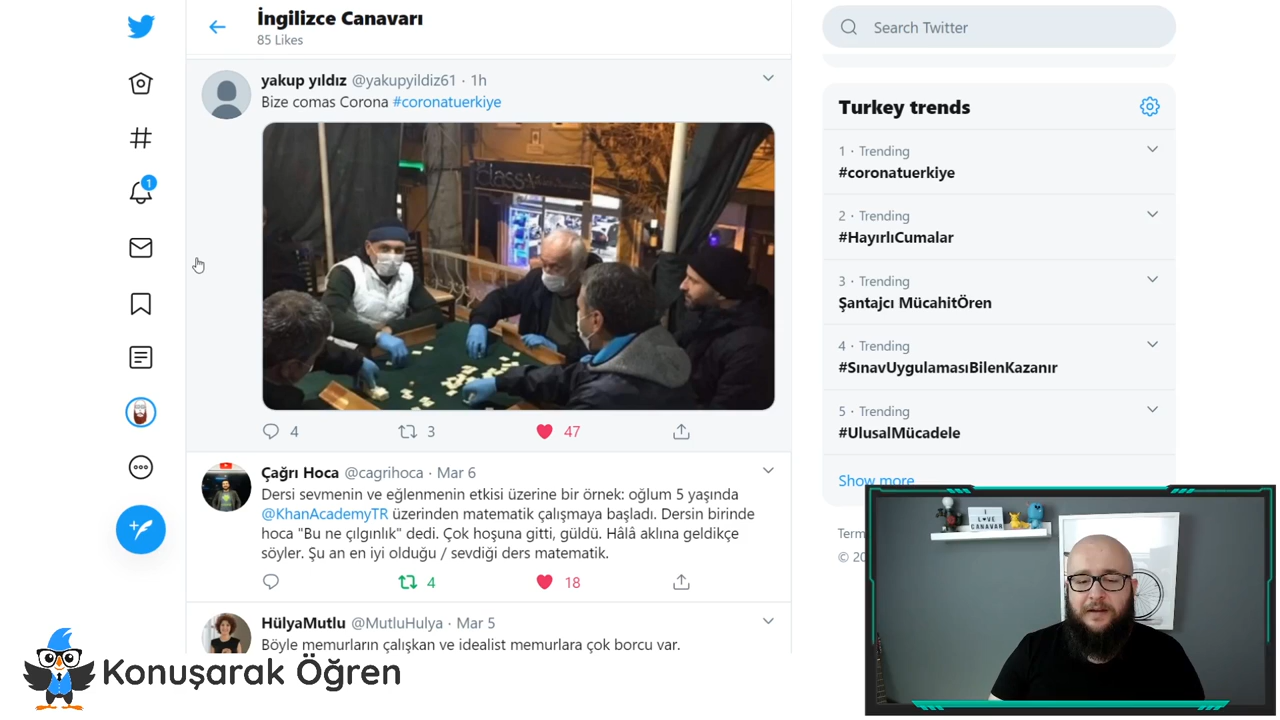 İngilizce Canavarı
85 Likes
yakup yıldız @yakupyildiz61 · 1h
Bize comas Corona #coronatuerkiye
class
4
3
47
Çağrı Hoca @cagrihoca · Mar 6
Dersi sevmenin ve eğlenmenin etkisi üzerine bir örnek: oğlum 5 yaşında
@KhanAcademyTR üzerinden matematik çalışmaya başladı. Dersin birinde
hoca "Bu ne çılgınlık" dedi. Çok hoşuna gitti, güldü. Hâlâ aklına geldikçe
söyler. Şu an en iyi olduğu / sevdiği ders matematik.
4
18
HülyaMutlu @MutluHulya · Mar 5
Böyle memurların çalışkan ve idealist memurlara çok borcu var.
1
Search Twitter
Turkey trends
1 · Trending
#coronatuerkiye
2 · Trending
#HayırlıCumalar
3 · Trending
Şantajcı MücahitÖren
4 · Trending
#SınavUygulamasıBilenKazanır
5 · Trending
#UlusalMücadele
Show more
Term
© 20
I
LOVE
CANAVAR
Konuşarak Öğren